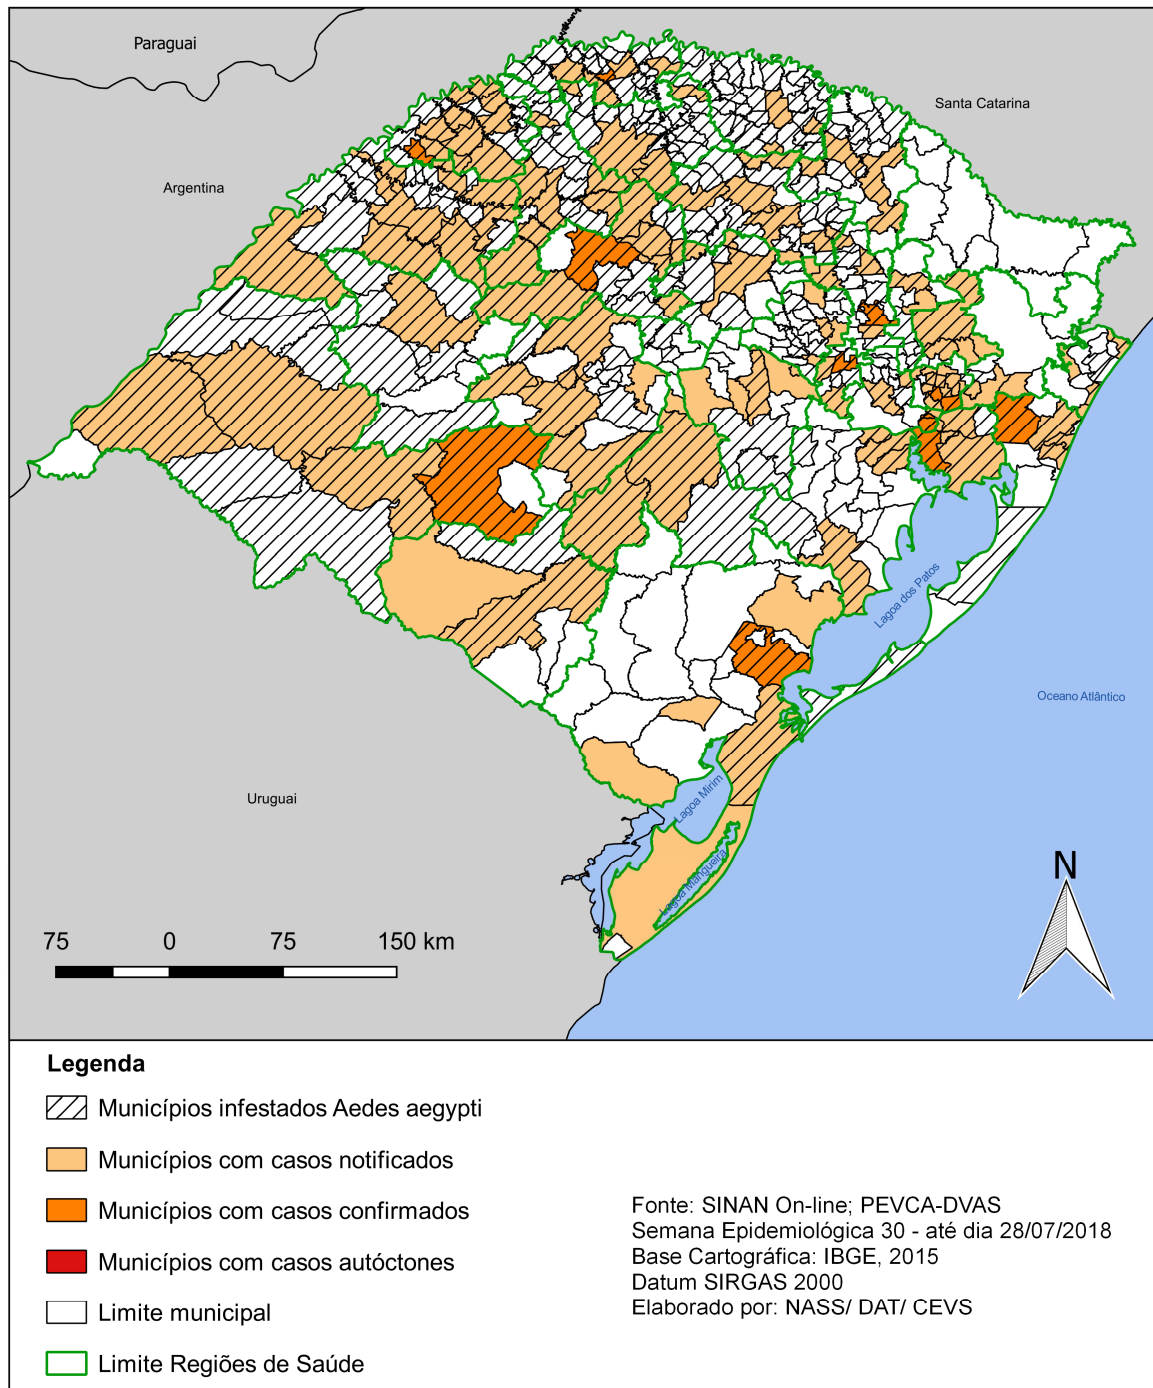 Paraguai
Santa Catarina
Argentina
Lagoa dos Patos
Oceano Atlântico
Uruguai
Lagoa Mirim
Lagoa Mangueira
N
75 0 75 150 km
Legenda
Municípios infestados Aedes aegypti
Municípios com casos notificados
Municípios com casos confirmados
Municípios com casos autóctones
Limite municipal
Limite Regiões de Saúde
Fonte: SINAN On-line; PEVCA-DVAS
Semana Epidemiológica 30 - até dia 28/07/2018
Base Cartográfica: IBGE, 2015
Datum SIRGAS 2000
Elaborado por: NASS/ DAT/ CEVS